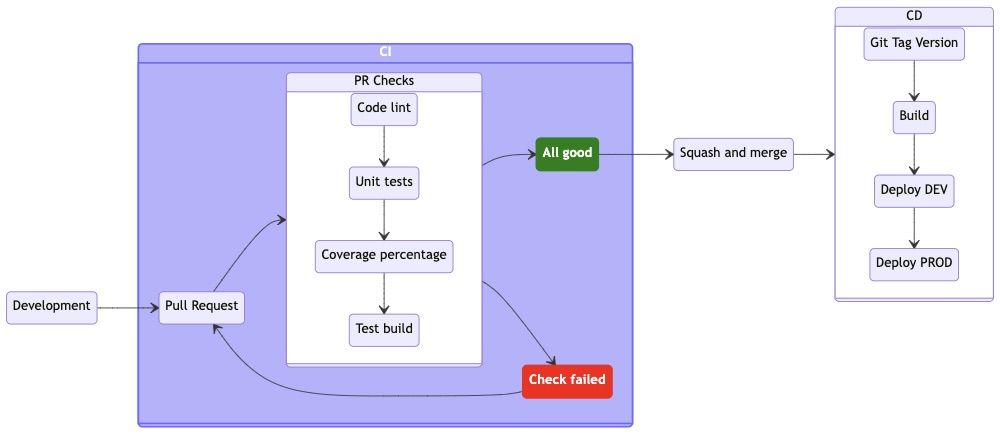 Development
CI
Pull Request
PR Checks
Code lint
Unit tests
Coverage percentage
Test build
All good
Check failed
Squash and merge
CD
Git Tag Version
Build
Deploy DEV
Deploy PROD